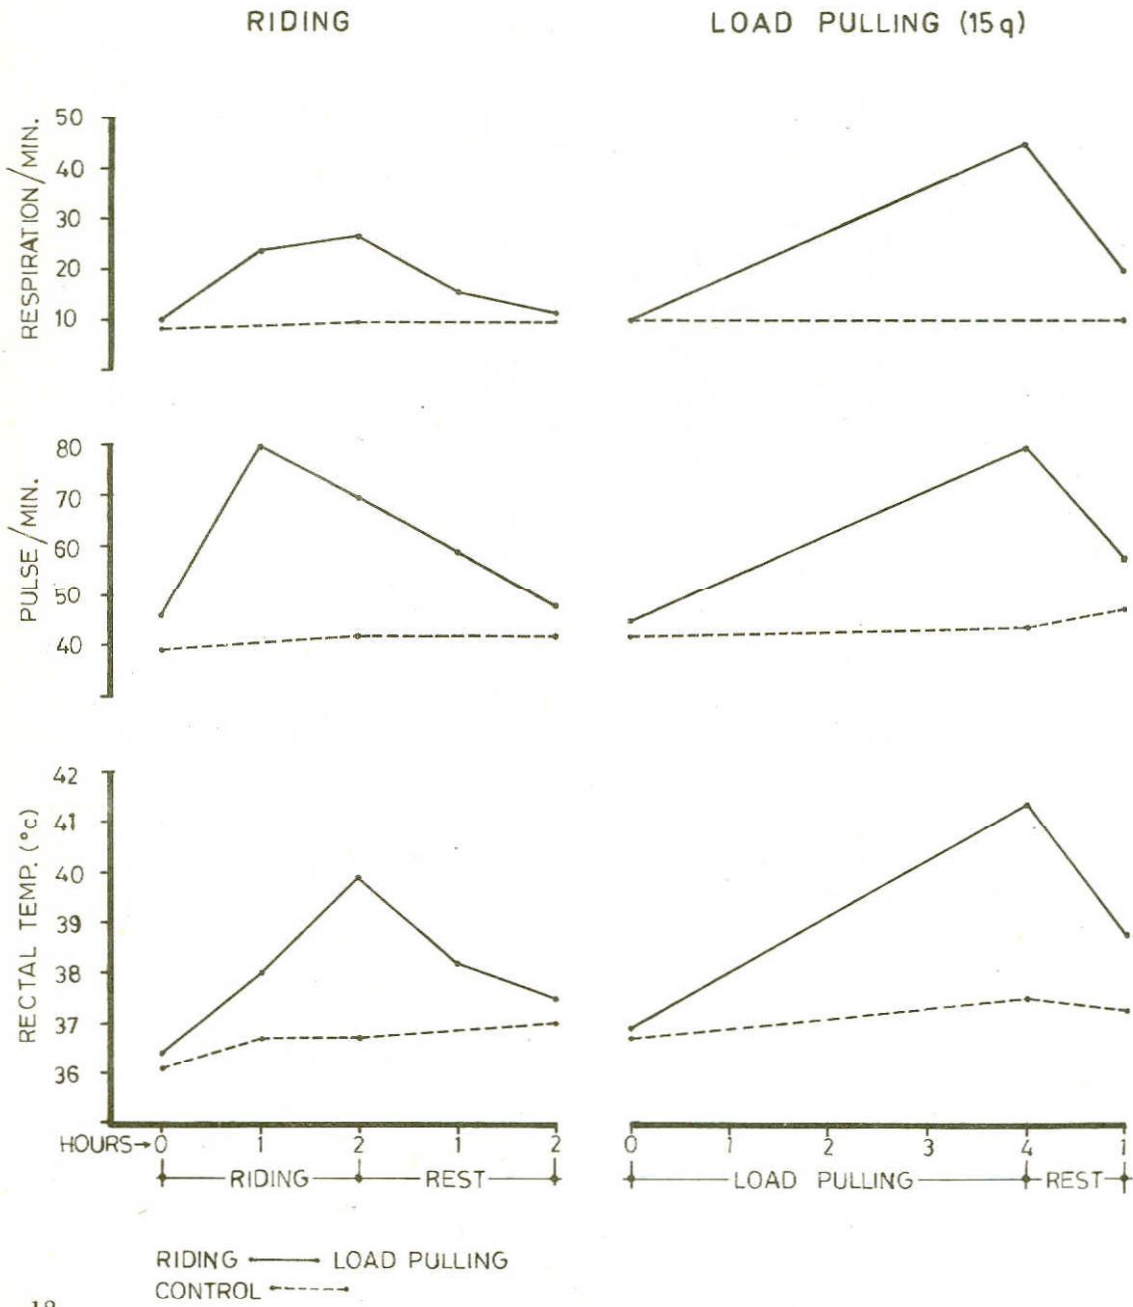 RIDING
LOAD PULLING (15q)
RESPIRATION/MIN.
50
40
30
20
10
PULSE/MIN.
80
70
60
50
40
RECTAL TEMP. (°c)
42
41
40
39
38
37
36
HOURS→0 1 2 1 2
0 1 2 3 4 1
RIDING REST
LOAD PULLING REST
RIDING LOAD PULLING
CONTROL